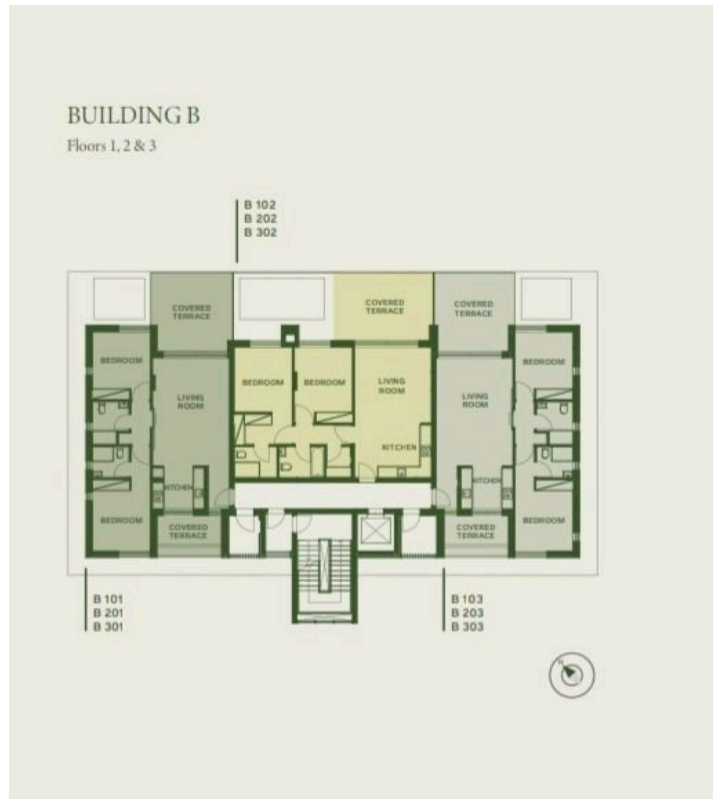 BUILDING B
Floors 1, 2 & 3
B 102
B 202
B 302
COVERED
TERRACE
COVERED
TERRACE
COVERED
TERRACE
BEDROOM
LIVING
ROOM
BEDROOM
BEDROOM
LIVING
ROOM
KITCHEN
LIVING
ROOM
BEDROOM
KITCHEN
BEDROOM
COVERED
TERRACE
KITCHEN
COVERED
TERRACE
BEDROOM
B 101
B 201
B 301
B 103
B 203
B 303
N